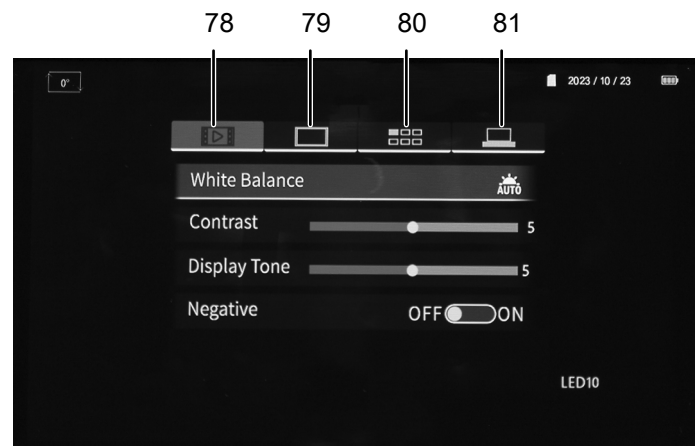 78 79 80 81
0° 2023 / 10 / 23
White Balance AUTO
Contrast 5
Display Tone 5
Negative OFF ON
LED10